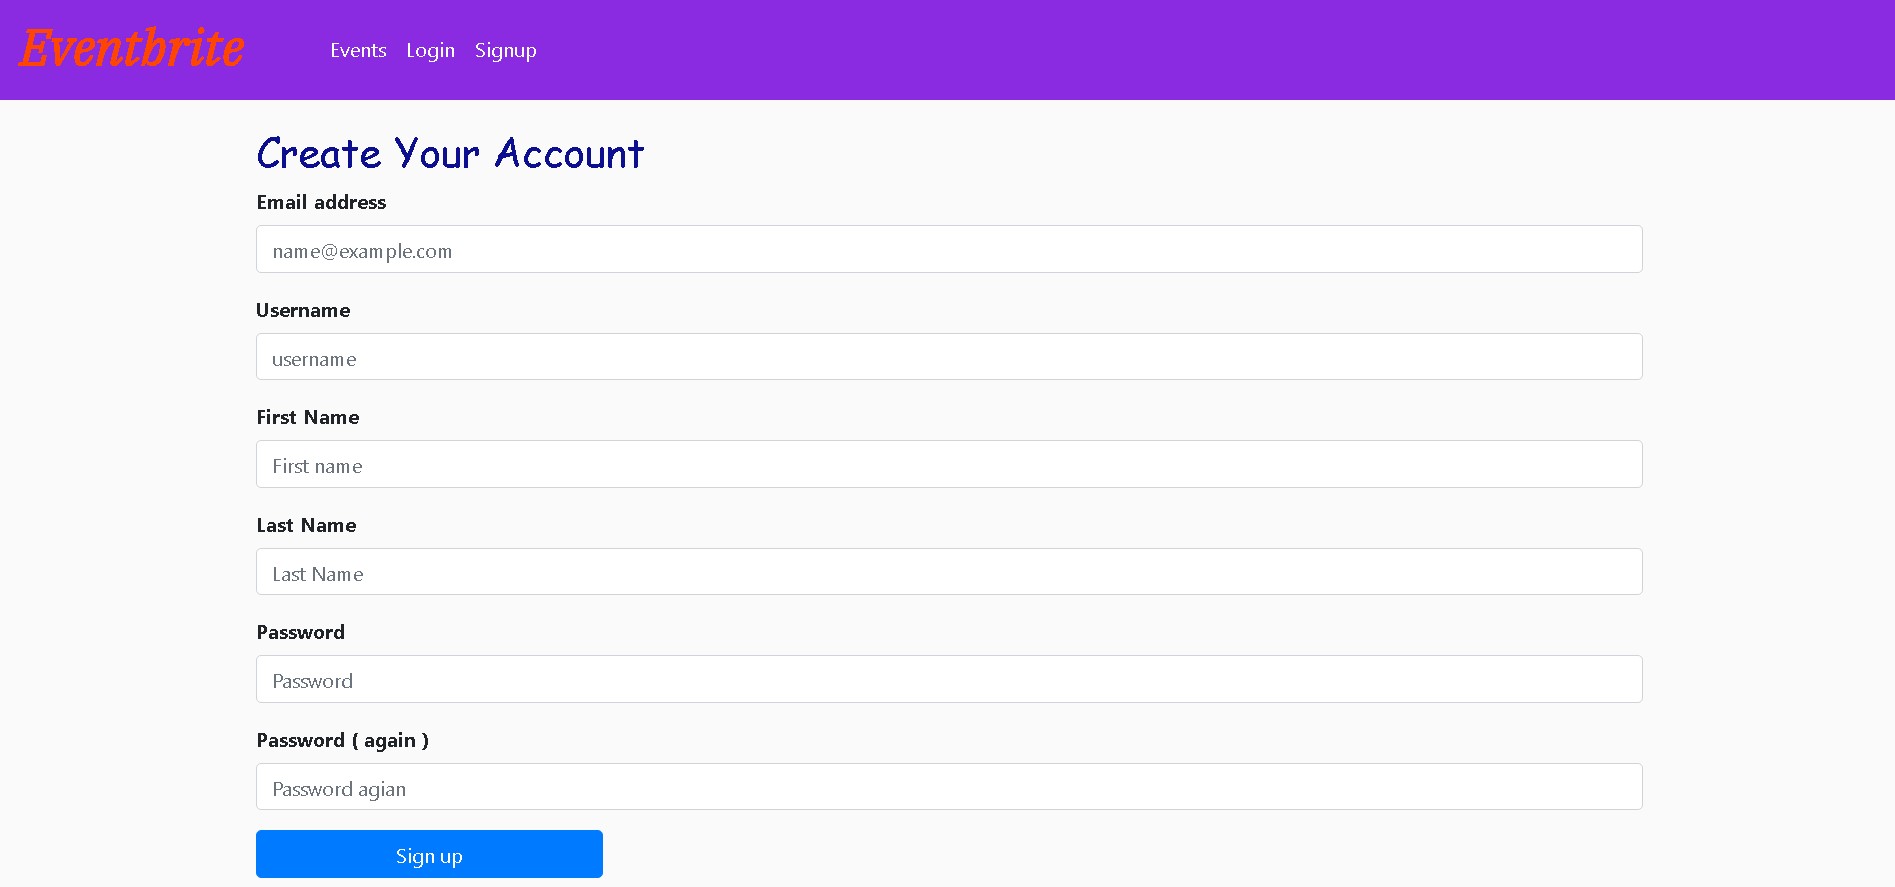 Eventbrite
Events Login Signup
Create Your Account
Email address
name@example.com
Username
username
First Name
First name
Last Name
Last Name
Password
Password
Password ( again )
Password agian
Sign up